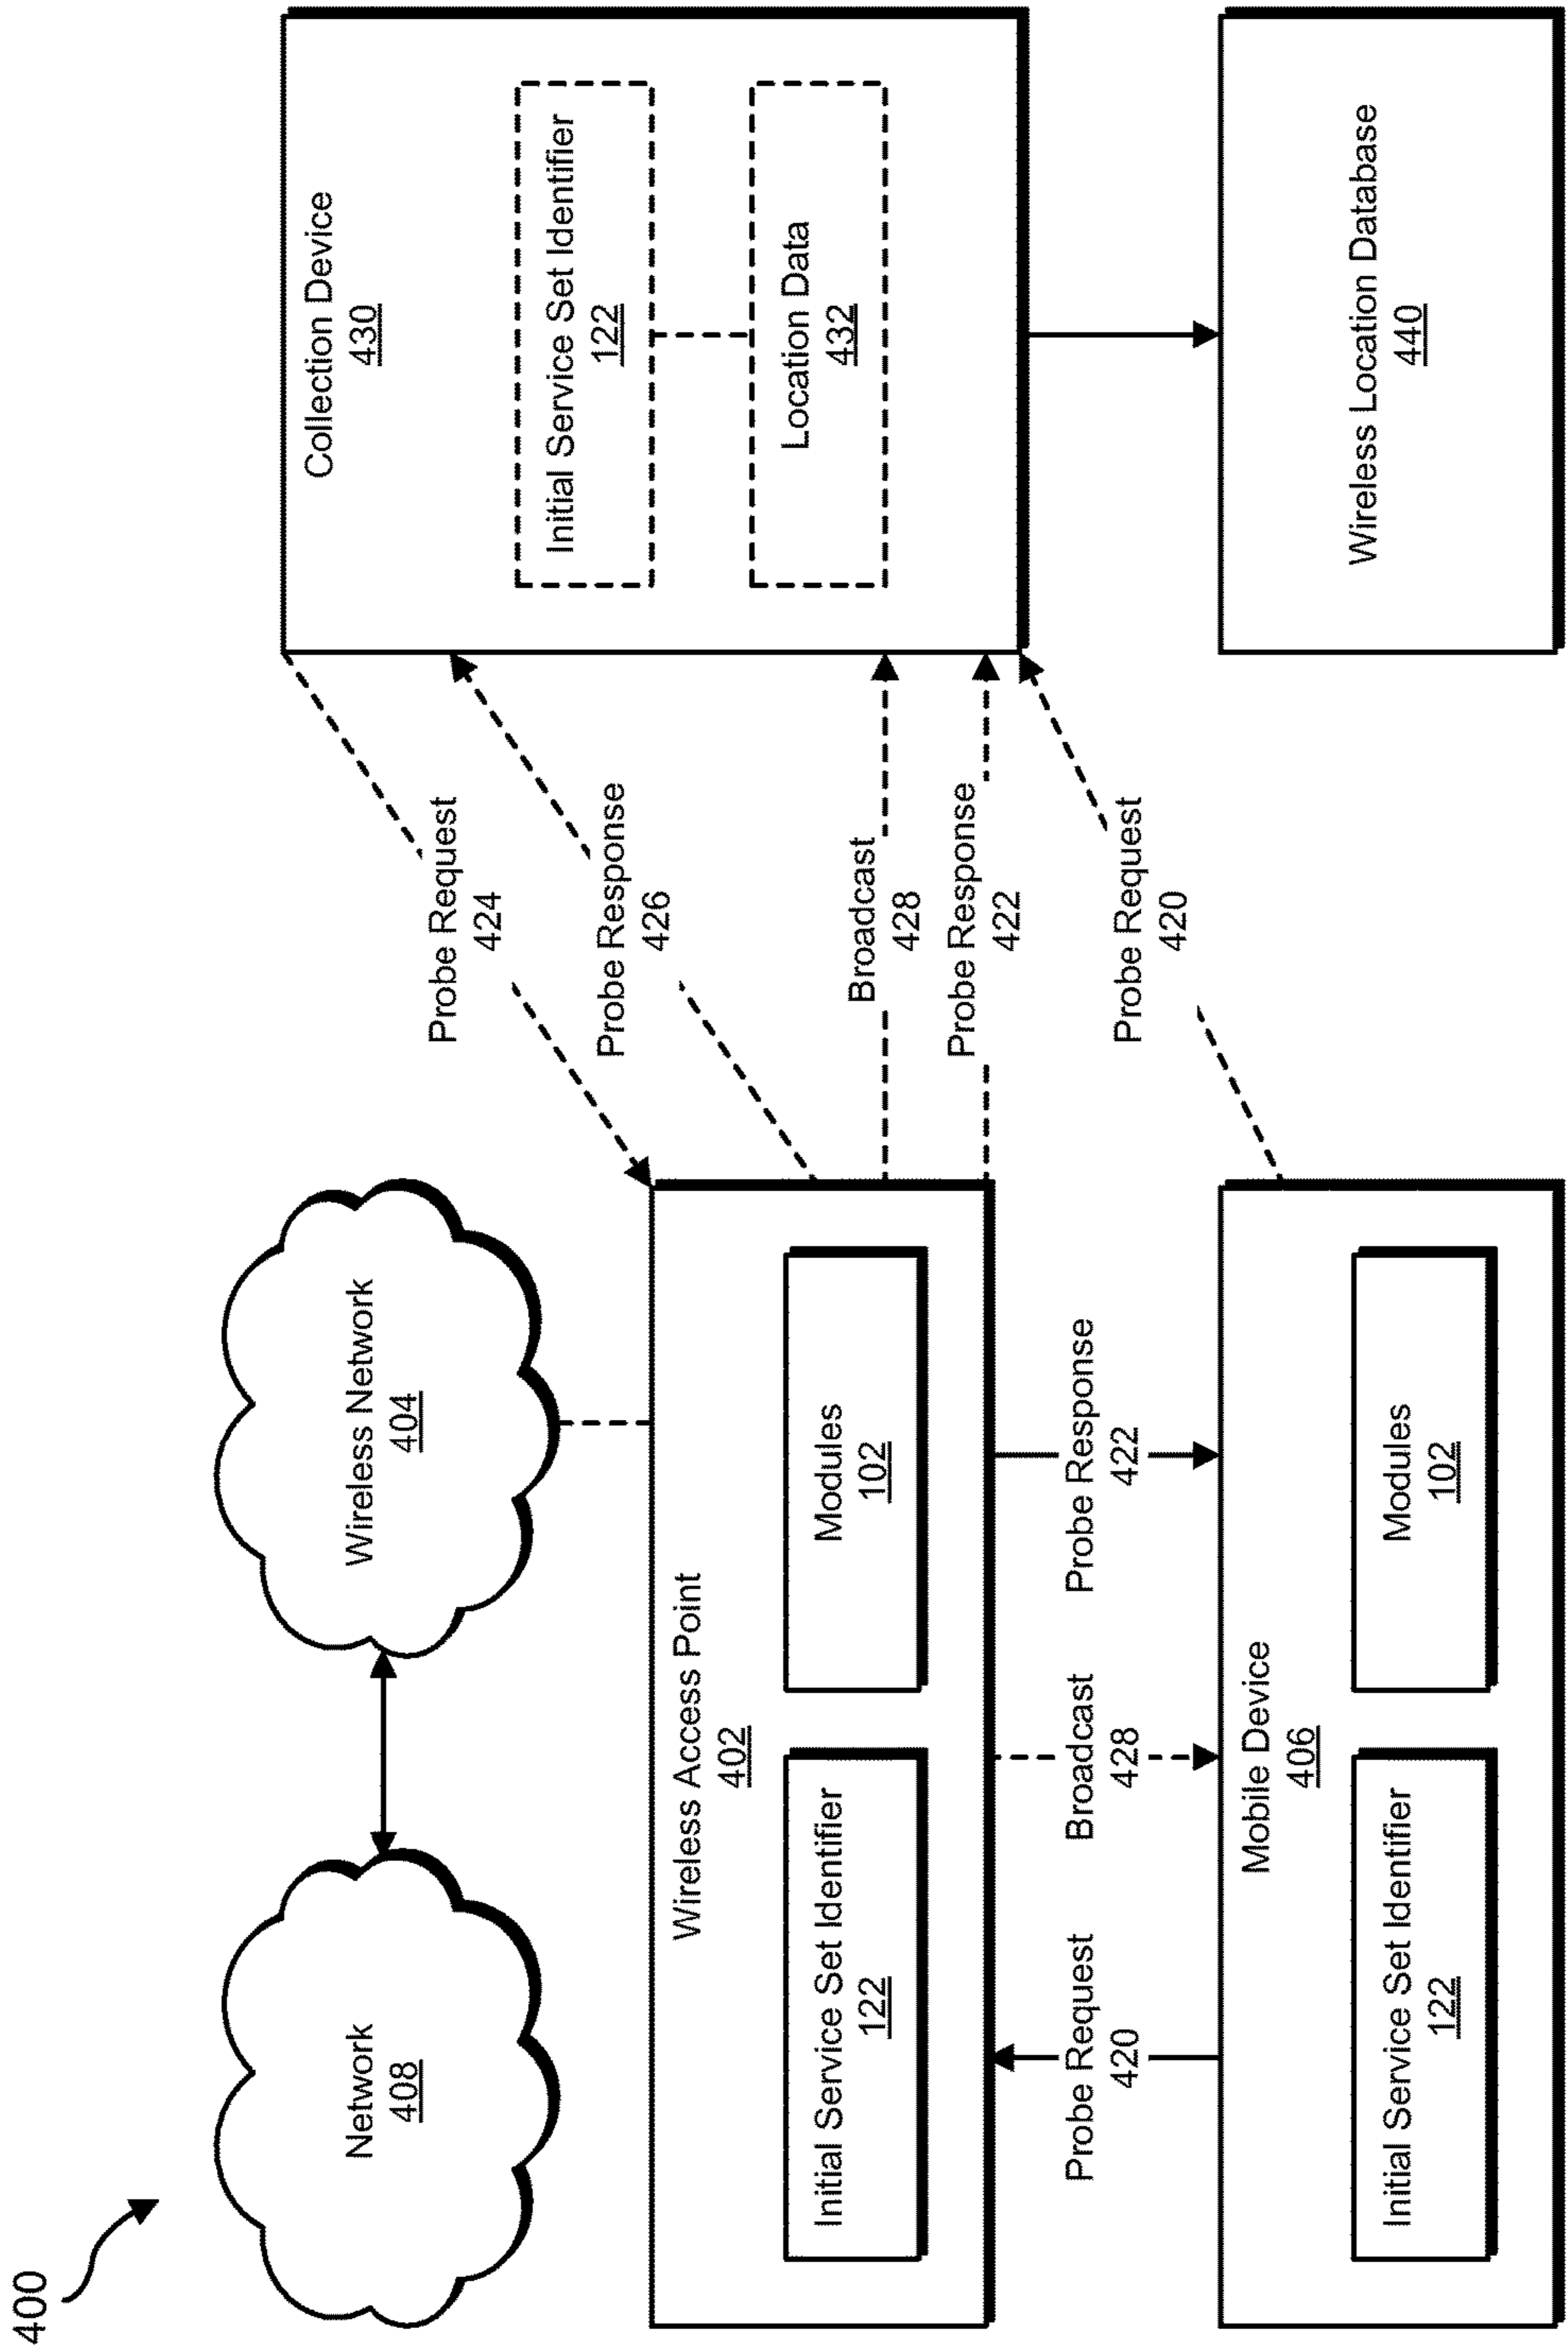 400
Network
408
Wireless Network
404
Wireless Access Point
402
Initial Service Set Identifier
122
Modules
102
Probe Request
420
Broadcast
428
Probe Response
422
Mobile Device
406
Initial Service Set Identifier
122
Modules
102
Probe Request
424
Probe Response
426
Broadcast
428
Probe Response
422
Probe Request
420
Collection Device
430
Initial Service Set Identifier
122
Location Data
432
Wireless Location Database
440